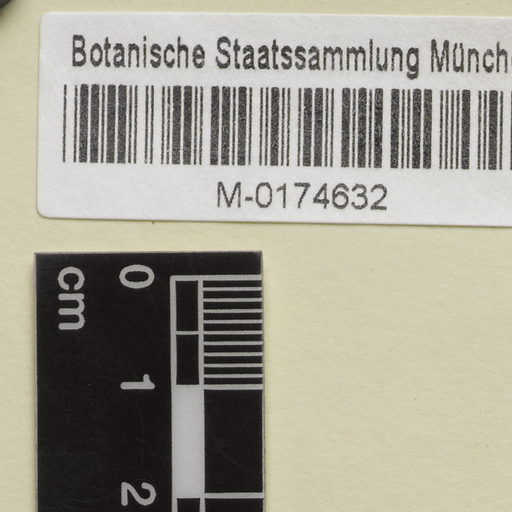 Botanische Staatssammlung Münch
M-0174632
cm
0
1
2